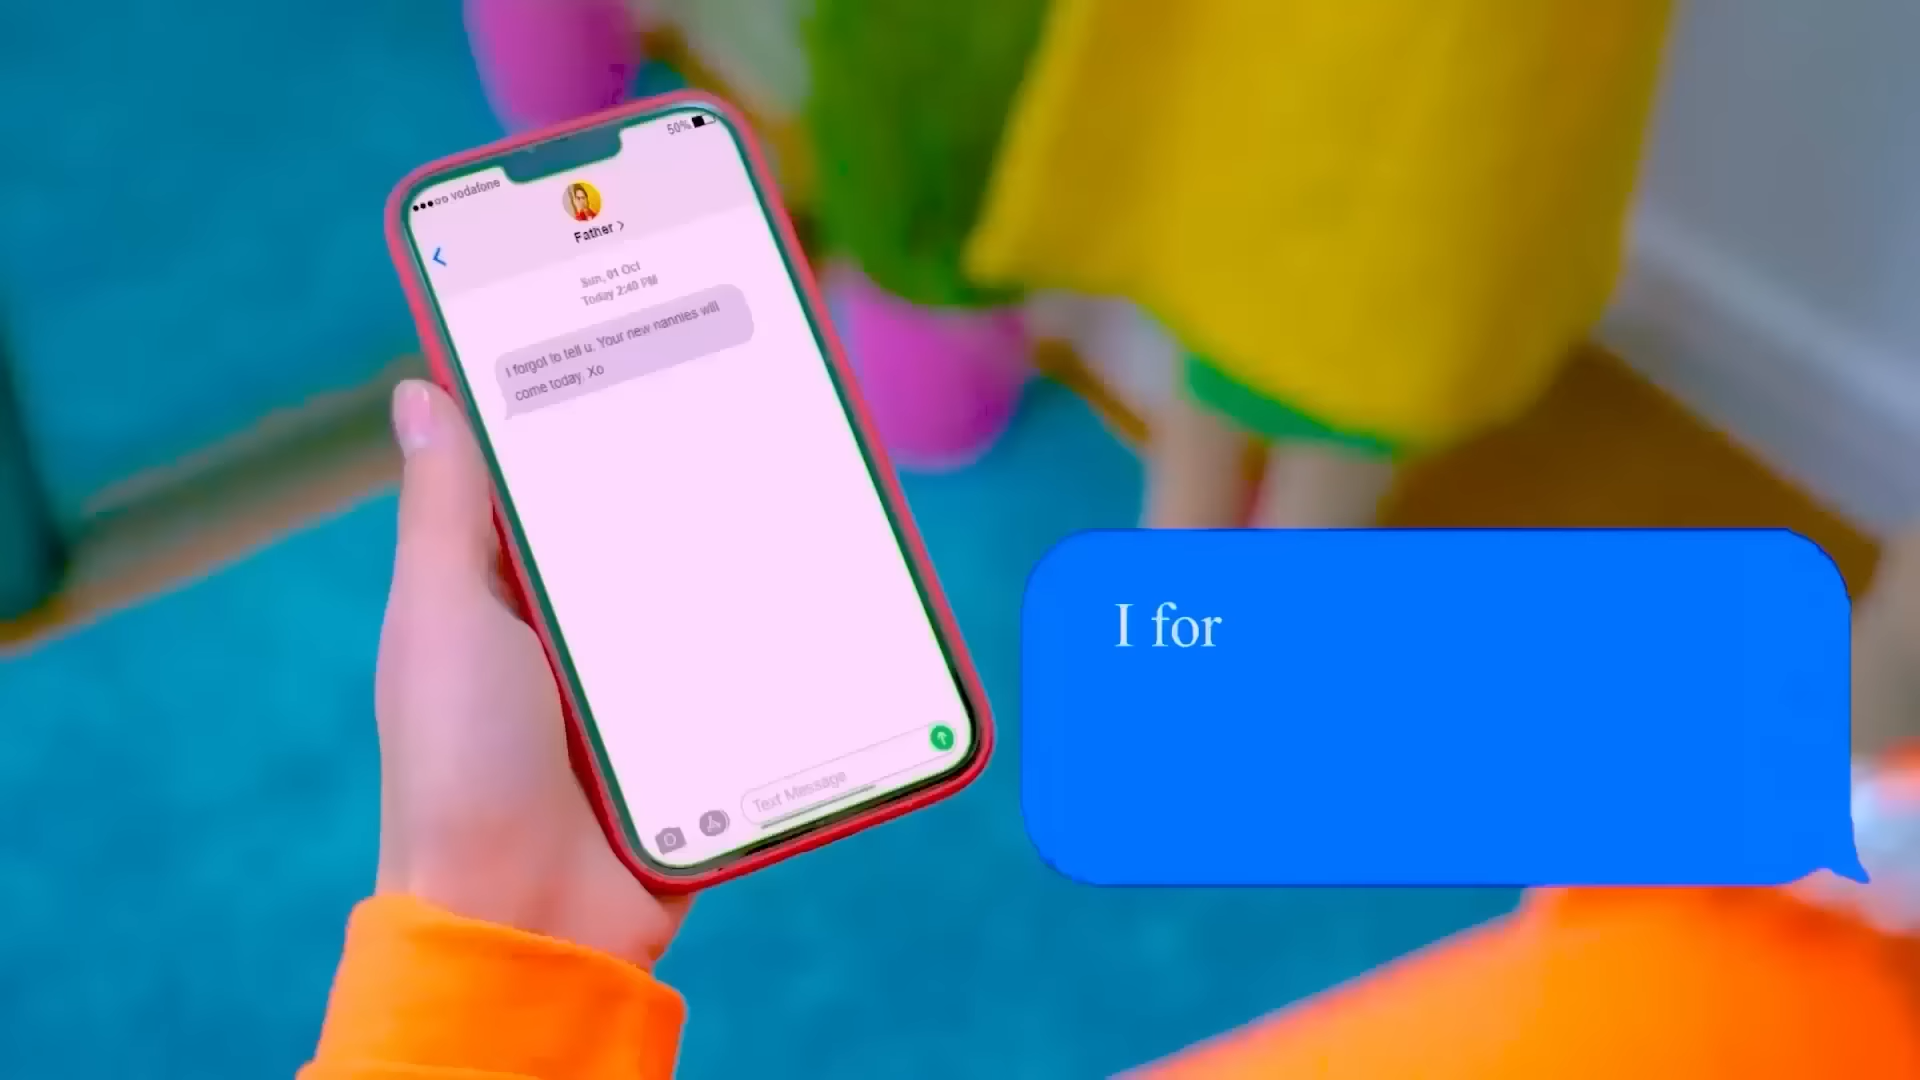 vodafone
50%
Father >
Sun, 01 Oct
Today 2:40 PM
I forgot to tell u. Your new nannies will
come today. Xo
Text Message
I for